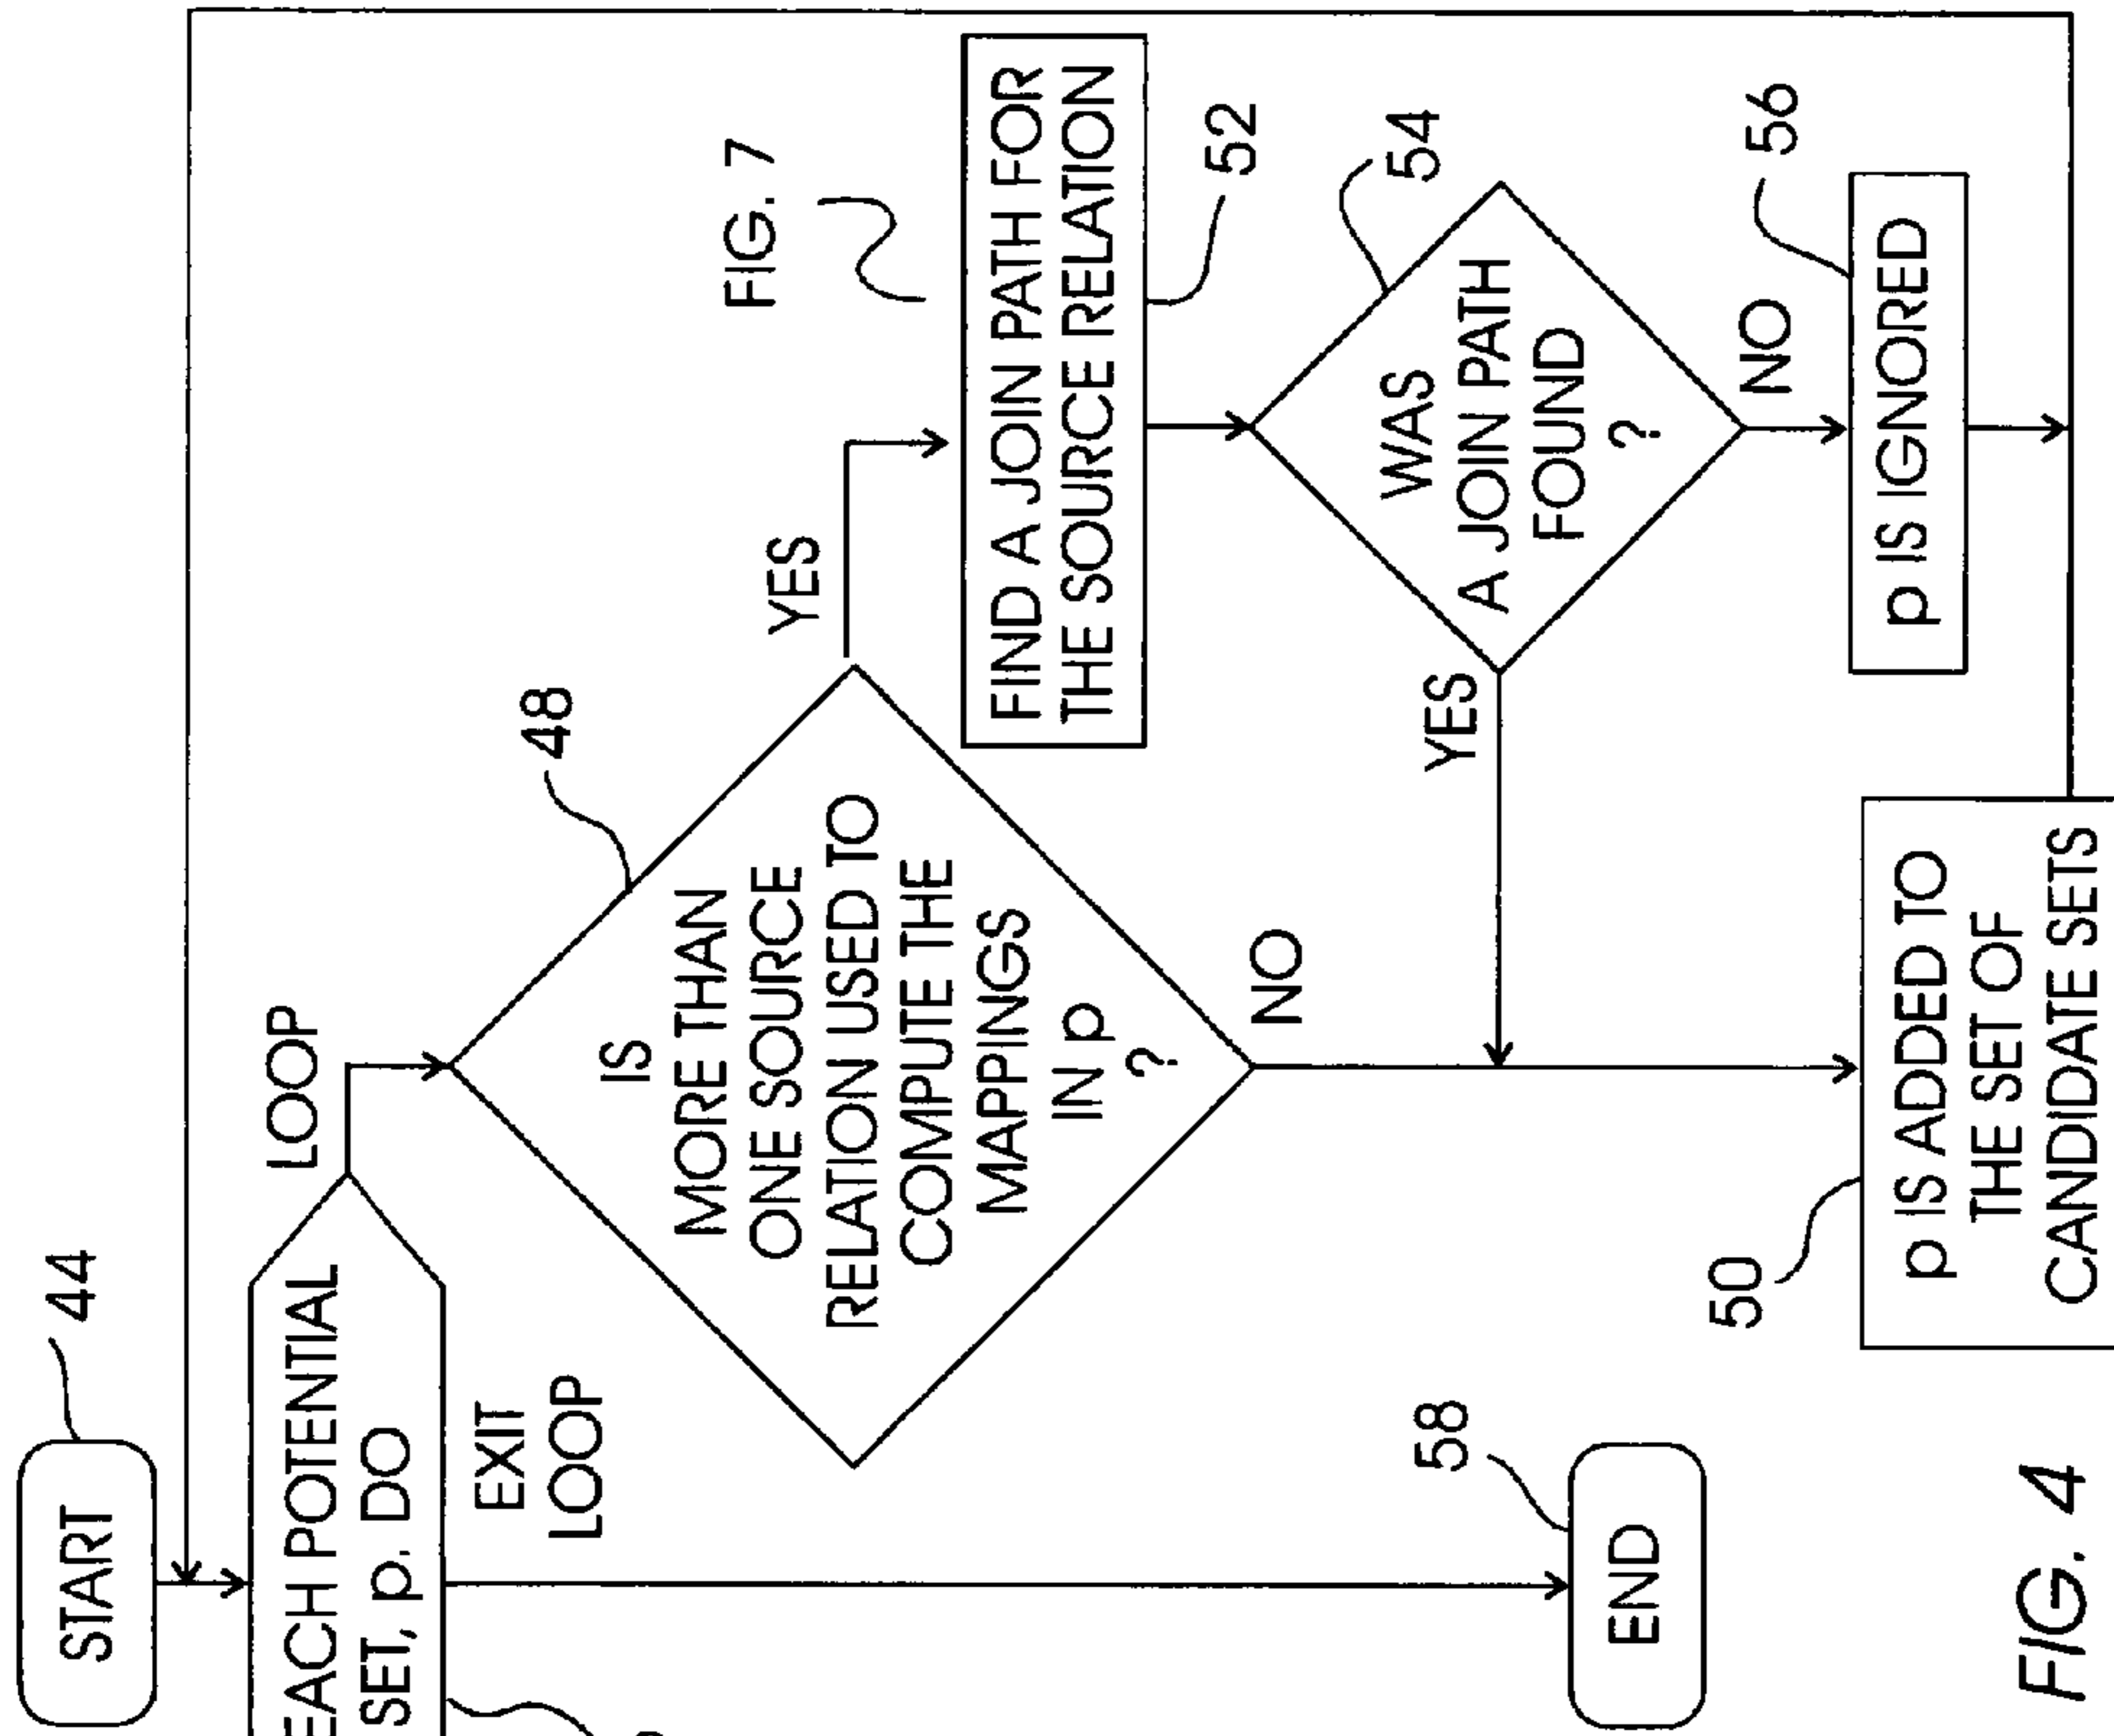 START
44
EACH POTENTIAL
SET, p. DO
LOOP
EXIT
LOOP
48
IS
MORE THAN
ONE SOURCE
RELATION USED TO
COMPUTE THE
MAPPINGS
IN p
?
YES
NO
FIG. 7
FIND A JOIN PATH FOR
THE SOURCE RELATION
52
54
WAS
A JOIN PATH
FOUND
?
YES
NO
56
p IS IGNORED
50
p IS ADDED TO
THE SET OF
CANDIDATE SETS
58
END
FIG. 4